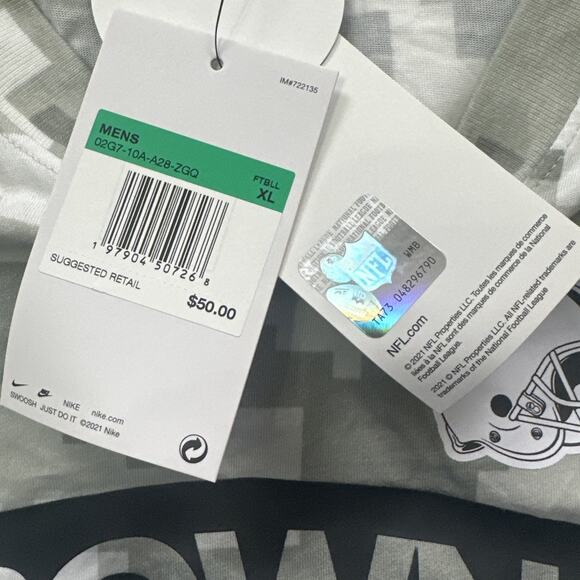 IM#722135
MENS
02G7-10A-A28-ZGQ
FTBLL
XL
1 97904 50726 8
SUGGESTED RETAIL
$50.00
NIKE nike.com
SWOOSH JUST DO IT ©2021 Nike
NFL
WMB
TA73 04829679D
NFL.com
© 2021 NFL Properties LLC. Toutes les marques de commerce
liées à la NFL sont des marques de commerce de la National
Football League.
2021 © NFL Properties LLC. All NFL-related trademarks are
trademarks of the National Football League.